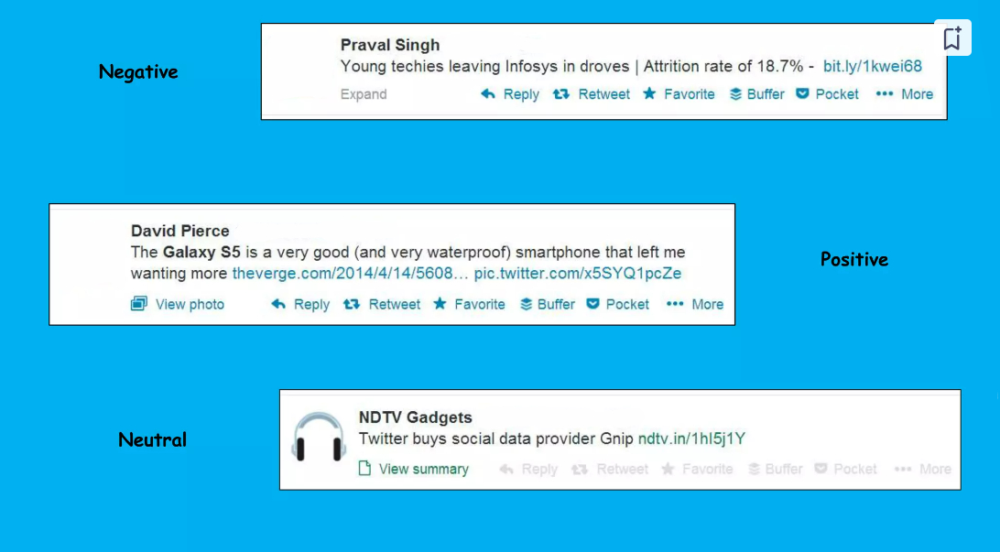 Negative
Praval Singh
Young techies leaving Infosys in droves | Attrition rate of 18.7% - bit.ly/1kwei68
Expand Reply Retweet Favorite Buffer Pocket ••• More
David Pierce
The Galaxy S5 is a very good (and very waterproof) smartphone that left me
wanting more theverge.com/2014/4/14/5608... pic.twitter.com/x5SYQ1pcZe
View photo Reply Retweet Favorite Buffer Pocket ••• More
Positive
NDTV Gadgets
Neutral
Twitter buys social data provider Gnip ndtv.in/1hI5j1Y
View summary Reply Retweet Favorite Buffer Pocket ••• More